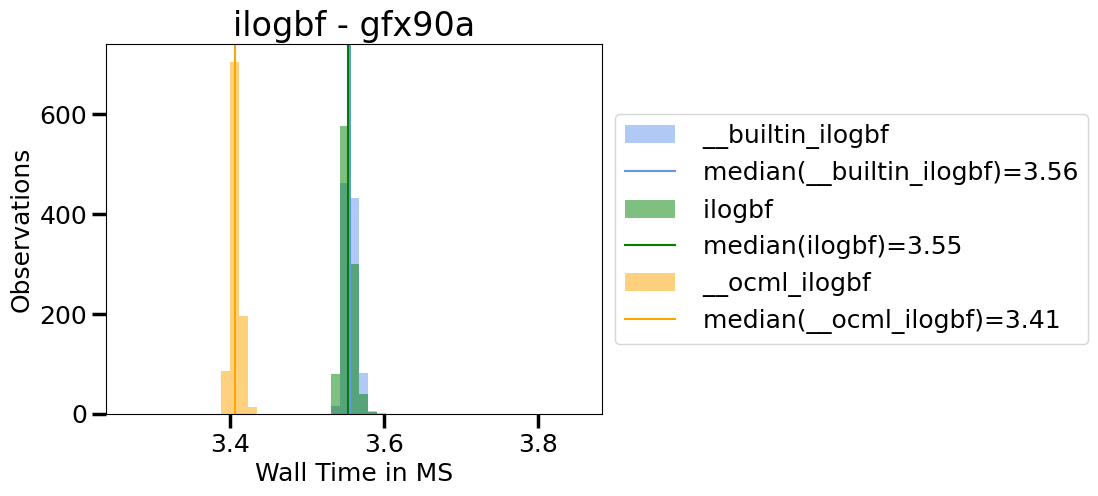 ilogbf - gfx90a
Observations
600
400
200
0
3.4
3.6
3.8
Wall Time in MS
__builtin_ilogbf
median(__builtin_ilogbf)=3.56
ilogbf
median(ilogbf)=3.55
__ocml_ilogbf
median(__ocml_ilogbf)=3.41